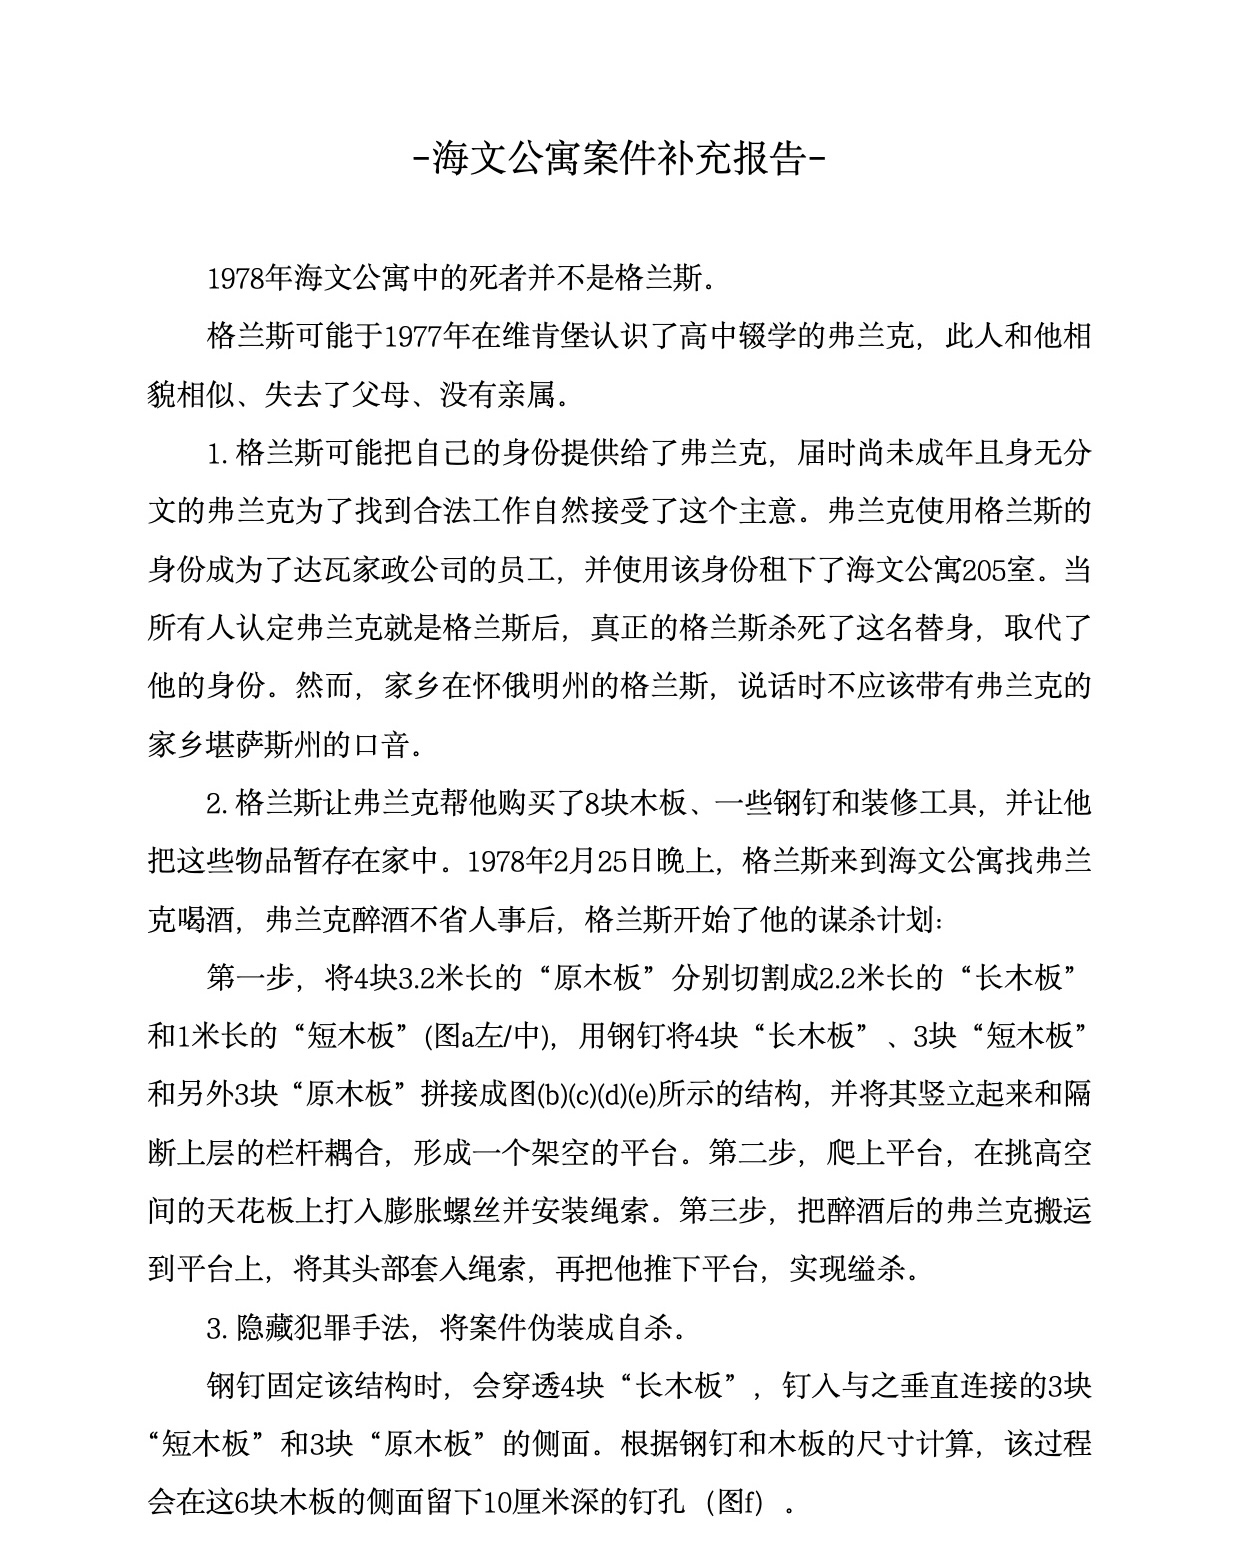 -海文公寓案件补充报告-
1978年海文公寓中的死者并不是格兰斯。
格兰斯可能于1977年在维肯堡认识了高中辍学的弗兰克，此人和他相
貌相似、失去了父母、没有亲属。
1. 格兰斯可能把自己的身份提供给了弗兰克，届时尚未成年且身无分
文的弗兰克为了找到合法工作自然接受了这个主意。弗兰克使用格兰斯的
身份成为了达瓦家政公司的员工，并使用该身份租下了海文公寓205室。当
所有人认定弗兰克就是格兰斯后，真正的格兰斯杀死了这名替身，取代了
他的身份。然而，家乡在怀俄明州的格兰斯，说话时不应该带有弗兰克的
家乡堪萨斯州的口音。
2. 格兰斯让弗兰克帮他购买了8块木板、一些钢钉和装修工具，并让他
把这些物品暂存在家中。1978年2月25日晚上，格兰斯来到海文公寓找弗兰
克喝酒，弗兰克醉酒不省人事后，格兰斯开始了他的谋杀计划：
第一步，将4块3.2米长的“原木板”分别切割成2.2米长的“长木板”
和1米长的“短木板”(图a左/中)，用钢钉将4块“长木板”、3块“短木板”
和另外3块“原木板”拼接成图(b)(c)(d)(e)所示的结构，并将其竖立起来和隔
断上层的栏杆耦合，形成一个架空的平台。第二步，爬上平台，在挑高空
间的天花板上打入膨胀螺丝并安装绳索。第三步，把醉酒后的弗兰克搬运
到平台上，将其头部套入绳索，再把他推下平台，实现缢杀。
3. 隐藏犯罪手法，将案件伪装成自杀。
钢钉固定该结构时，会穿透4块“长木板”，钉入与之垂直连接的3块
“短木板”和3块“原木板”的侧面。根据钢钉和木板的尺寸计算，该过程
会在这6块木板的侧面留下10厘米深的钉孔（图f）。